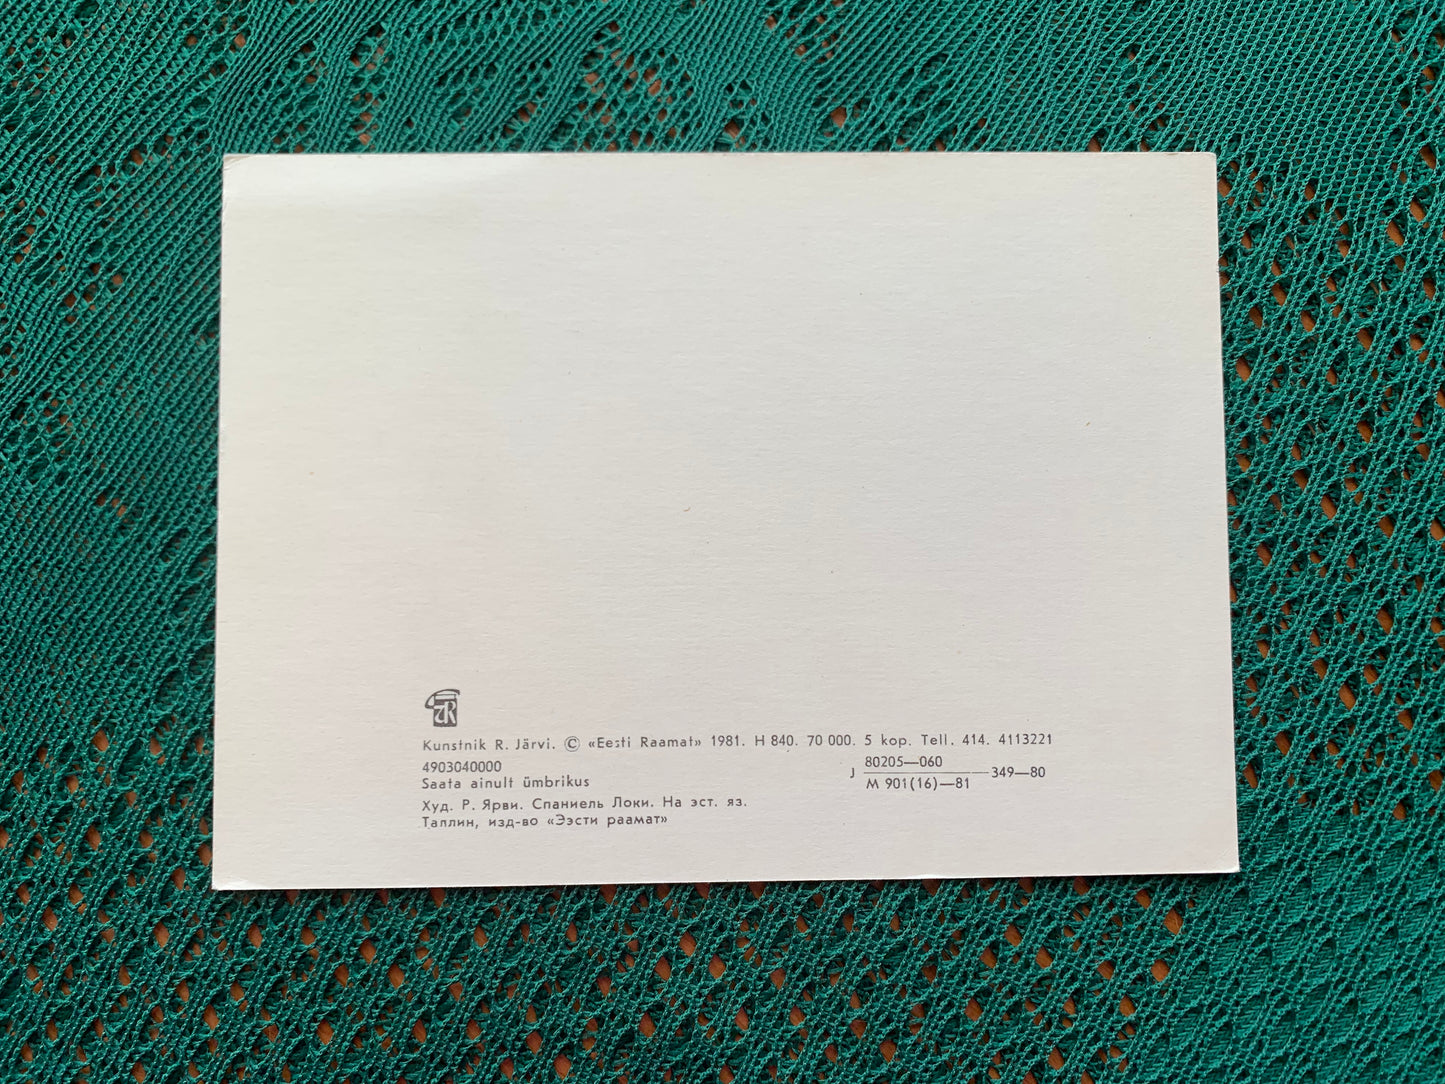 ER
Kunstnik R. Järvi. © «Eesti Raamat» 1981. H 840. 70 000. 5 kop. Tell. 414. 4113221
4903040000
Saata ainult ümbrikus
J 80205—060 / M 901(16)—81 —349—80
Худ. Р. Ярви. Спаниель Локи. На эст. яз.
Таллин, изд-во «Ээсти раамат»